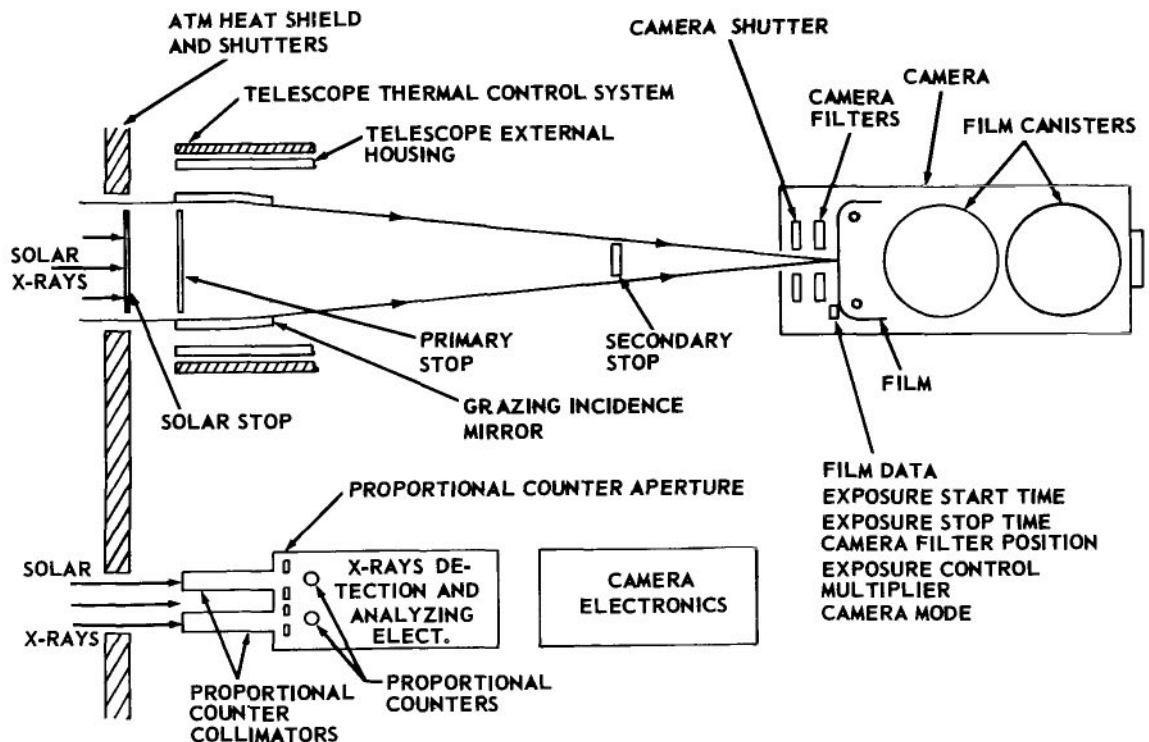 ATM HEAT SHIELD
AND SHUTTERS
TELESCOPE THERMAL CONTROL SYSTEM
TELESCOPE EXTERNAL
HOUSING
CAMERA SHUTTER
CAMERA
FILTERS
CAMERA
FILM CANISTERS
SOLAR
X-RAYS
PRIMARY
STOP
SECONDARY
STOP
FILM
SOLAR STOP
GRAZING INCIDENCE
MIRROR
FILM DATA
EXPOSURE START TIME
EXPOSURE STOP TIME
CAMERA FILTER POSITION
EXPOSURE CONTROL
MULTIPLIER
CAMERA MODE
PROPORTIONAL COUNTER APERTURE
SOLAR
X-RAYS
X-RAYS DE-
TECTION AND
ANALYZING
ELECT.
CAMERA
ELECTRONICS
PROPORTIONAL
COUNTER
COLLIMATORS
PROPORTIONAL
COUNTERS